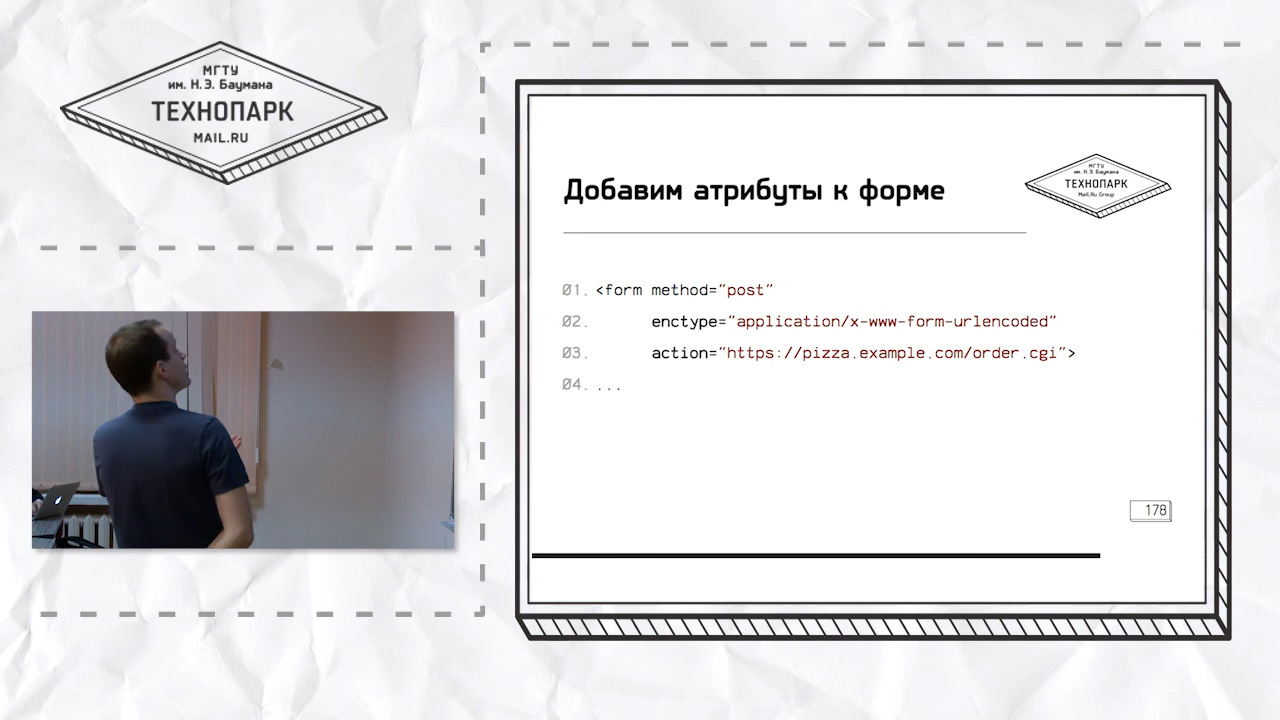 МГТУ
им. Н.Э. Баумана
ТЕХНОПАРК
MAIL.RU
Добавим атрибуты к форме
МГТУ
им. Н.Э. Баумана
ТЕХНОПАРК
Mail.Ru Group
01. <form method="post"
02. enctype="application/x-www-form-urlencoded"
03. action="https://pizza.example.com/order.cgi">
04. ...
178